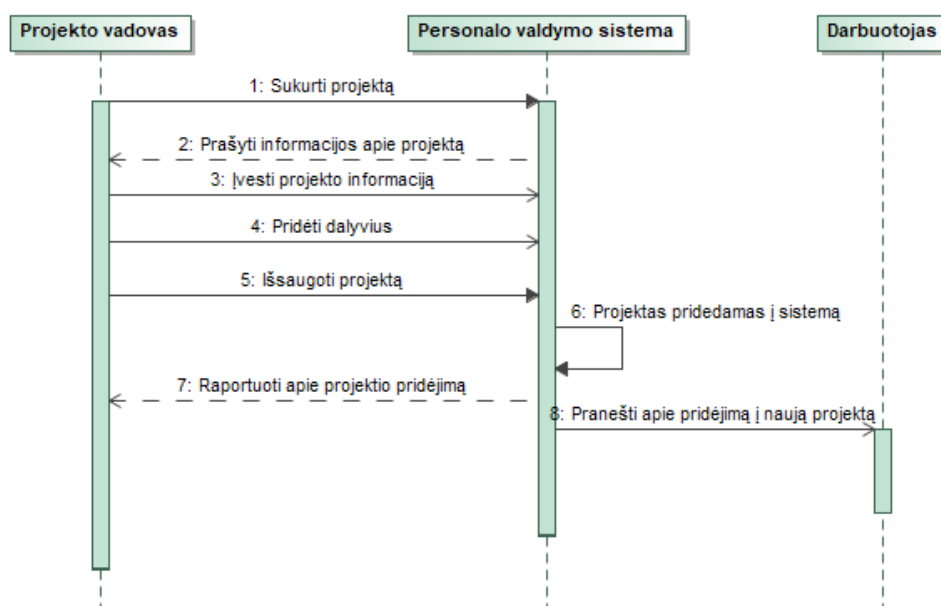 Projekto vadovas
Personalo valdymo sistema
Darbuotojas
1: Sukurti projektą
2: Prašyti informacijos apie projektą
3: Įvesti projekto informaciją
4: Pridėti dalyvius
5: Išsaugoti projektą
6: Projektas pridedamas į sistemą
7: Raportuoti apie projektio pridėjimą
8: Pranešti apie pridėjimą į naują projektą